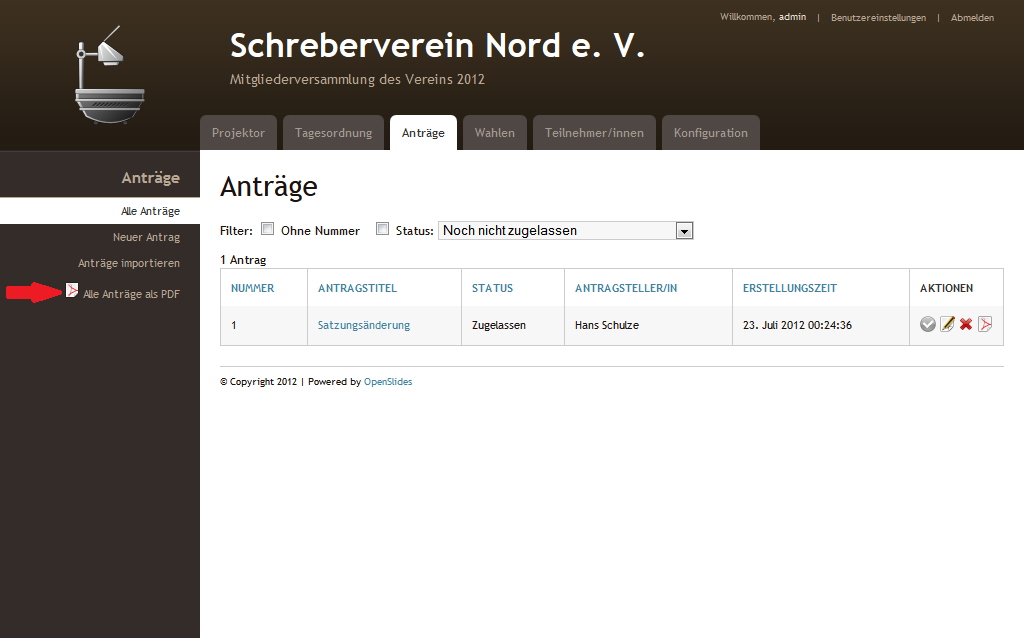 Willkommen, admin | Benutzereinstellungen | Abmelden
Schreberverein Nord e. V.
Mitgliederversammlung des Vereins 2012
Projektor Tagesordnung Anträge Wahlen Teilnehmer/innen Konfiguration
Anträge
Alle Anträge
Neuer Antrag
Anträge importieren
Alle Anträge als PDF
Anträge
Filter: Ohne Nummer Status: Noch nicht zugelassen
1 Antrag
NUMMER ANTRAGSTITEL STATUS ANTRAGSTELLER/IN ERSTELLUNGSZEIT AKTIONEN
1 Satzungsänderung Zugelassen Hans Schulze 23. Juli 2012 00:24:36
© Copyright 2012 | Powered by OpenSlides